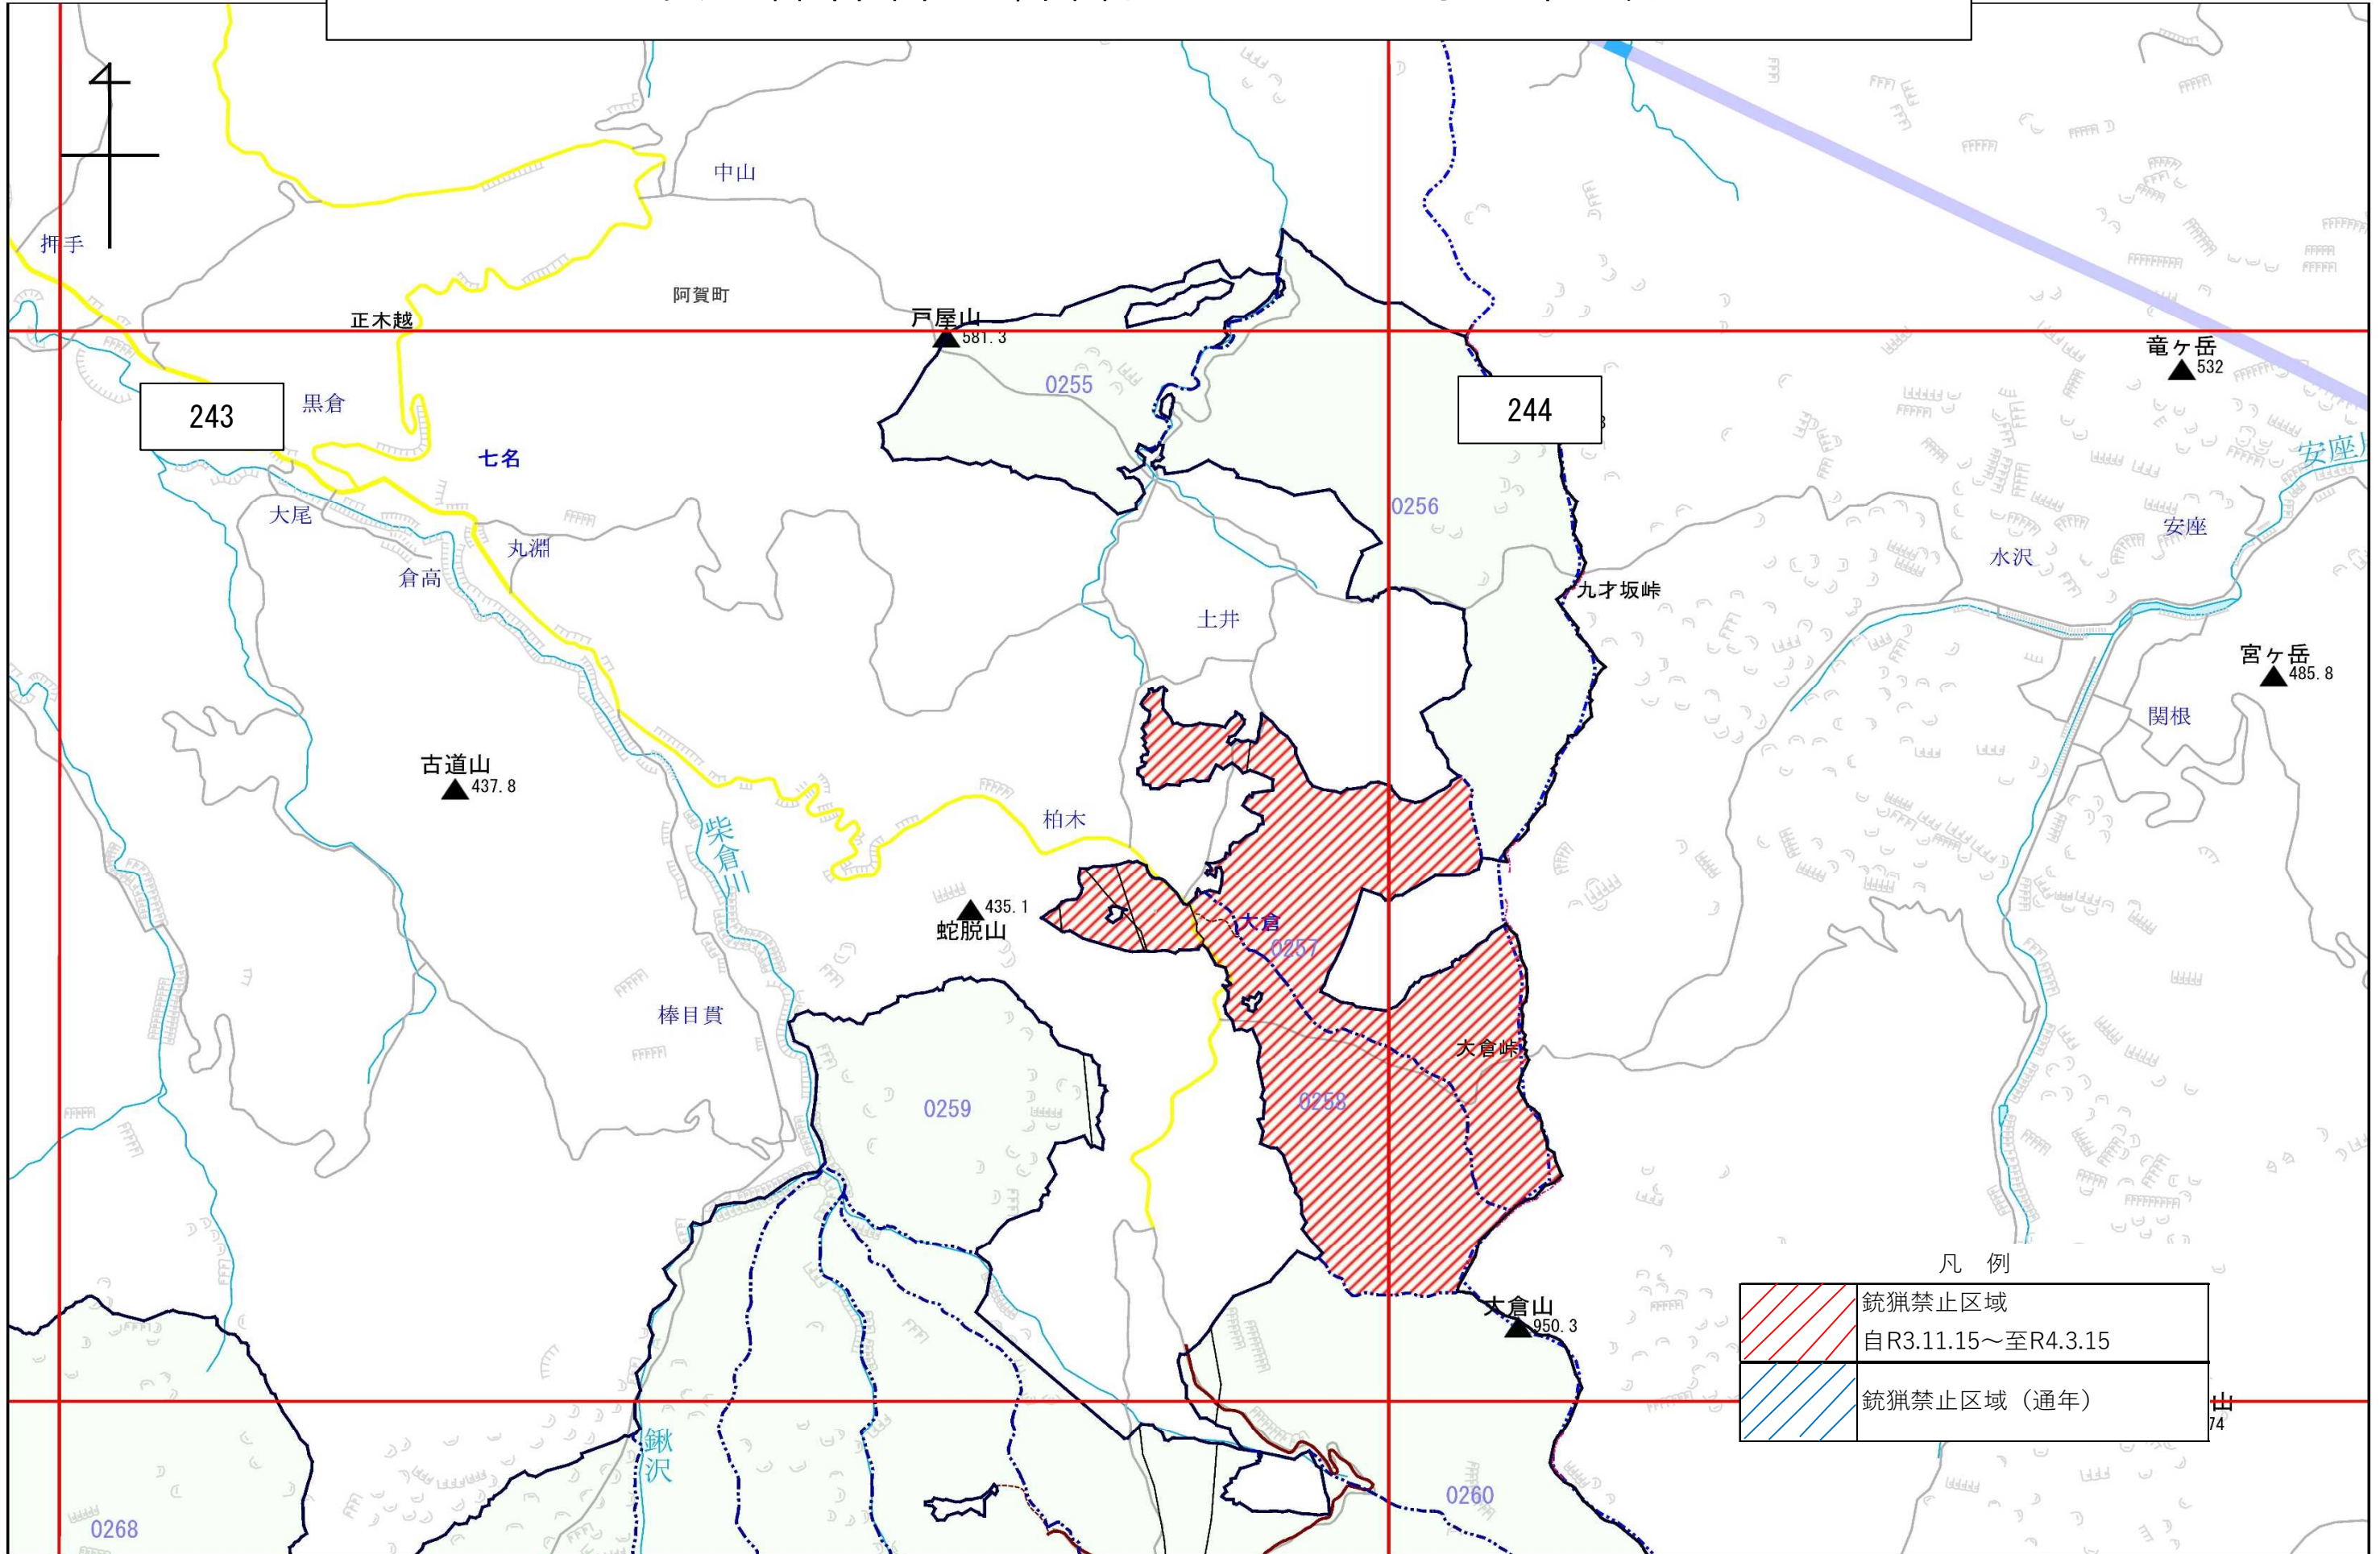 中山
押手
阿賀町
正木越
戸屋山
581.3
竜ヶ岳
532
0255
243
黒倉
244
七名
安座
0256
大尾
安座
丸淵
水沢
倉高
九才坂峠
土井
宮ヶ岳
485.8
関根
古道山
437.8
柏木
柴倉川
435.1
蛇脱山
大倉
0257
棒目貫
大倉峠
0258
0259
凡 例
銃猟禁止区域
自R3.11.15～至R4.3.15
大倉山
950.3
銃猟禁止区域（通年）
山
74
鍬沢
0260
0268